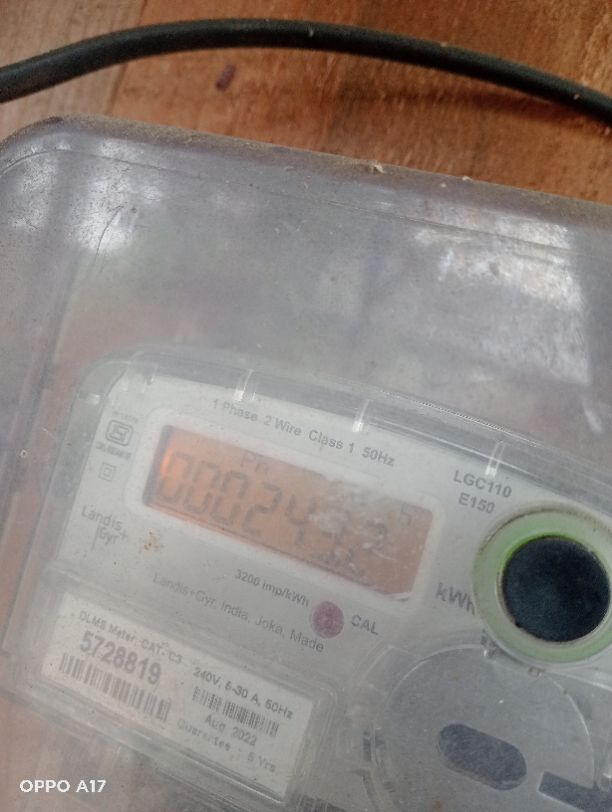 1 Phase 2 Wire Class 1 50Hz
LGC110
E150
Landis+
Gyr
3200 imp/kWh
kWh
CAL
Landis+Gyr, India, Joka, Made
DLMS Meter, CAT- C3
5728819
240V, 5-30 A, 50Hz
Aug 2022
Guarantee : 5 Yrs
OPPO A17